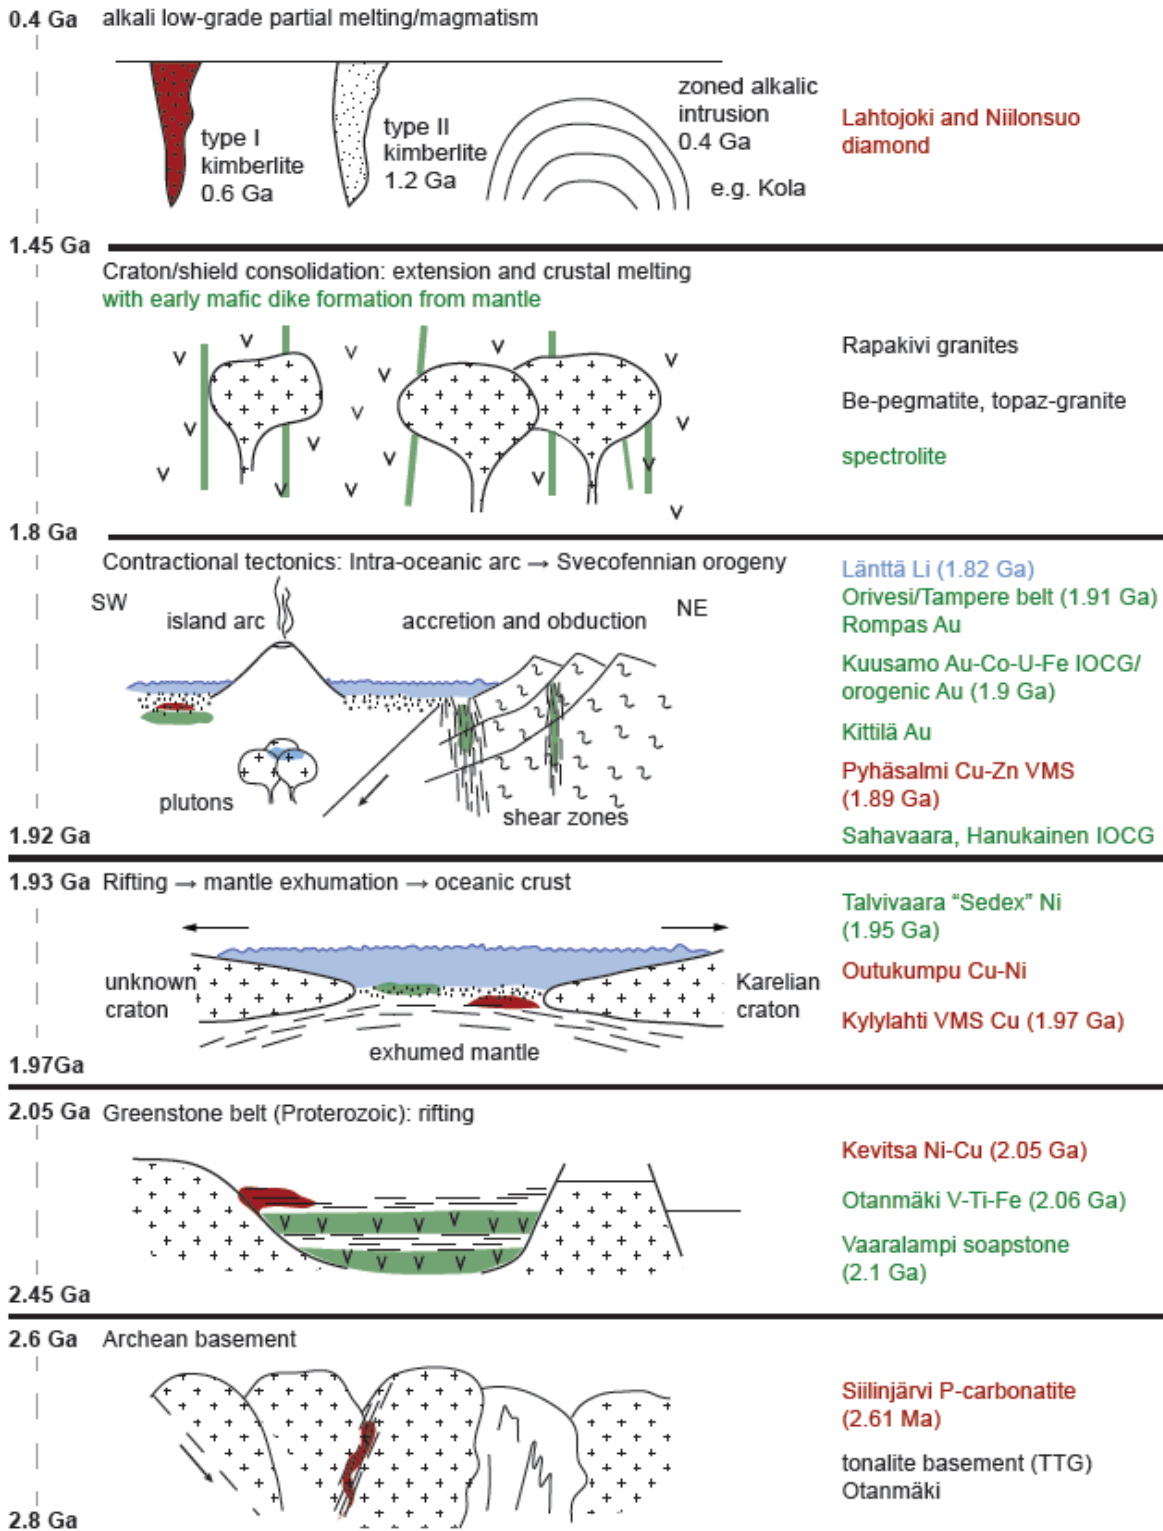 0.4 Ga alkali low-grade partial melting/magmatism
type I
kimberlite
0.6 Ga
type II
kimberlite
1.2 Ga
zoned alkalic
intrusion
0.4 Ga
e.g. Kola
Lahtojoki and Niilonsuo
diamond
1.45 Ga
Craton/shield consolidation: extension and crustal melting
with early mafic dike formation from mantle
Rapakivi granites
Be-pegmatite, topaz-granite
spectrolite
1.8 Ga
Contractional tectonics: Intra-oceanic arc → Svecofennian orogeny
SW
island arc
accretion and obduction
NE
plutons
shear zones
Länttä Li (1.82 Ga)
Orivesi/Tampere belt (1.91 Ga)
Rompas Au
Kuusamo Au-Co-U-Fe IOCG/
orogenic Au (1.9 Ga)
Kittilä Au
Pyhäsalmi Cu-Zn VMS
(1.89 Ga)
Sahavaara, Hanukainen IOCG
1.92 Ga
1.93 Ga Rifting → mantle exhumation → oceanic crust
unknown
craton
Karelian
craton
exhumed mantle
Talvivaara “Sedex” Ni
(1.95 Ga)
Outukumpu Cu-Ni
Kylylahti VMS Cu (1.97 Ga)
1.97Ga
2.05 Ga Greenstone belt (Proterozoic): rifting
Kevitsa Ni-Cu (2.05 Ga)
Otanmäki V-Ti-Fe (2.06 Ga)
Vaaralampi soapstone
(2.1 Ga)
2.45 Ga
2.6 Ga Archean basement
Siilinjärvi P-carbonatite
(2.61 Ma)
tonalite basement (TTG)
Otanmäki
2.8 Ga